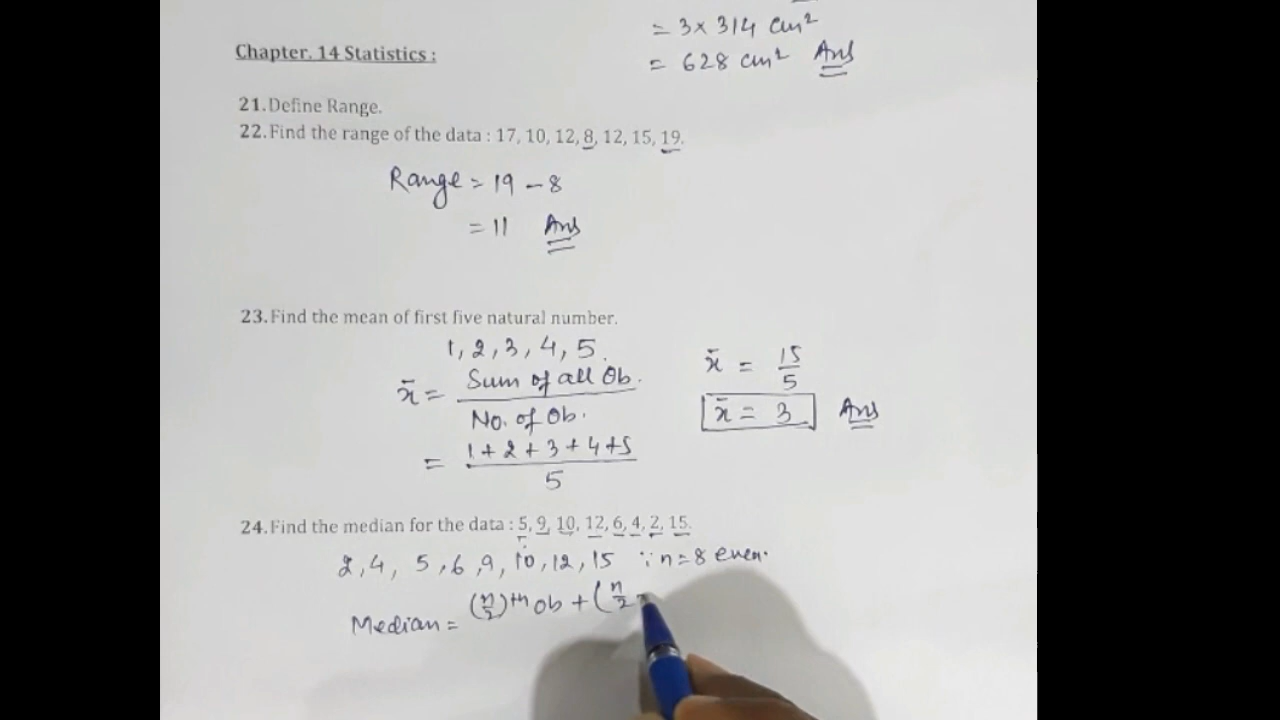 = 3 × 314 cm²
= 628 cm² Ans
Chapter. 14 Statistics :
21. Define Range.
22. Find the range of the data : 17, 10, 12, 8, 12, 15, 19.
Range = 19 – 8
= 11 Ans
23. Find the mean of first five natural number.
1, 2, 3, 4, 5.
x̄ = Sum of all Ob.
No. of Ob.
= 1 + 2 + 3 + 4 + 5
5
x̄ = 15
5
x̄ = 3 Ans
24. Find the median for the data : 5, 9, 10, 12, 6, 4, 2, 15.
2, 4, 5, 6, 9, 10, 12, 15 ∵ n = 8 even.
Median = (n/2)th Ob + (n/2